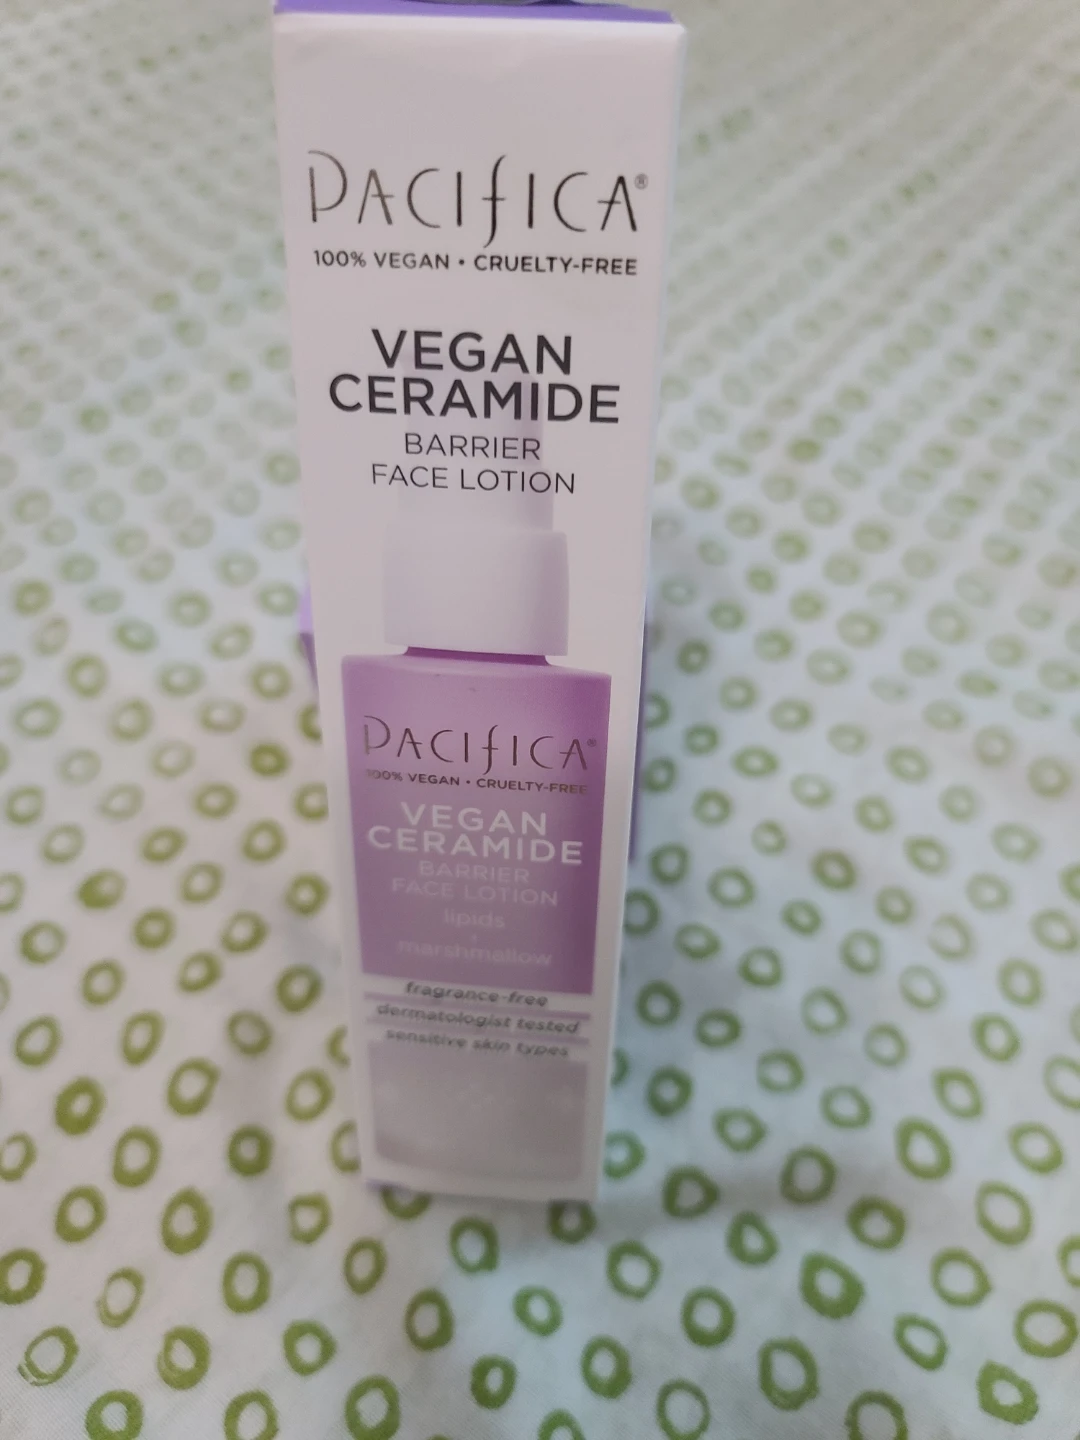 PACIFICA®
100% VEGAN • CRUELTY-FREE
VEGAN
CERAMIDE
BARRIER
FACE LOTION
PACIFICA®
100% VEGAN • CRUELTY-FREE
VEGAN
CERAMIDE
BARRIER
FACE LOTION
lipids
+
marshmallow
fragrance-free
dermatologist tested
sensitive skin types